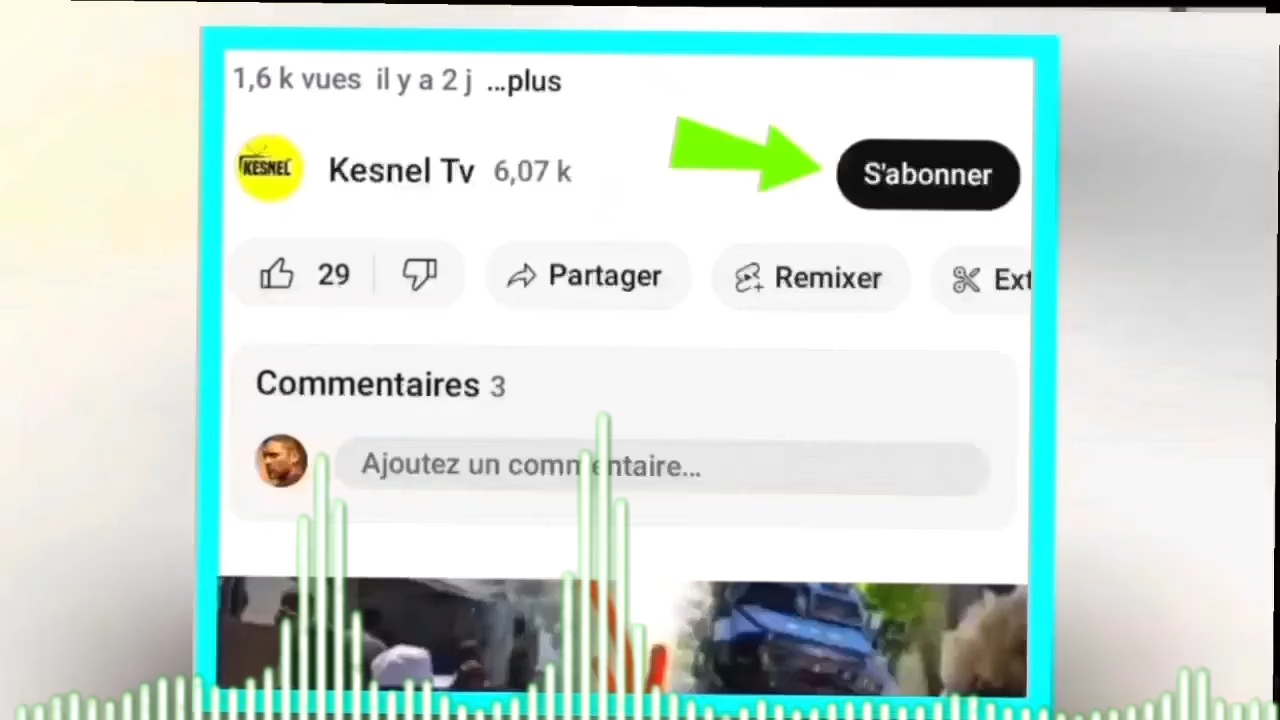 1,6 k vues il y a 2 j ...plus
KESNEL
Kesnel Tv 6,07 k
S'abonner
29
Partager
Remixer
Ext
Commentaires 3
Ajoutez un commentaire...